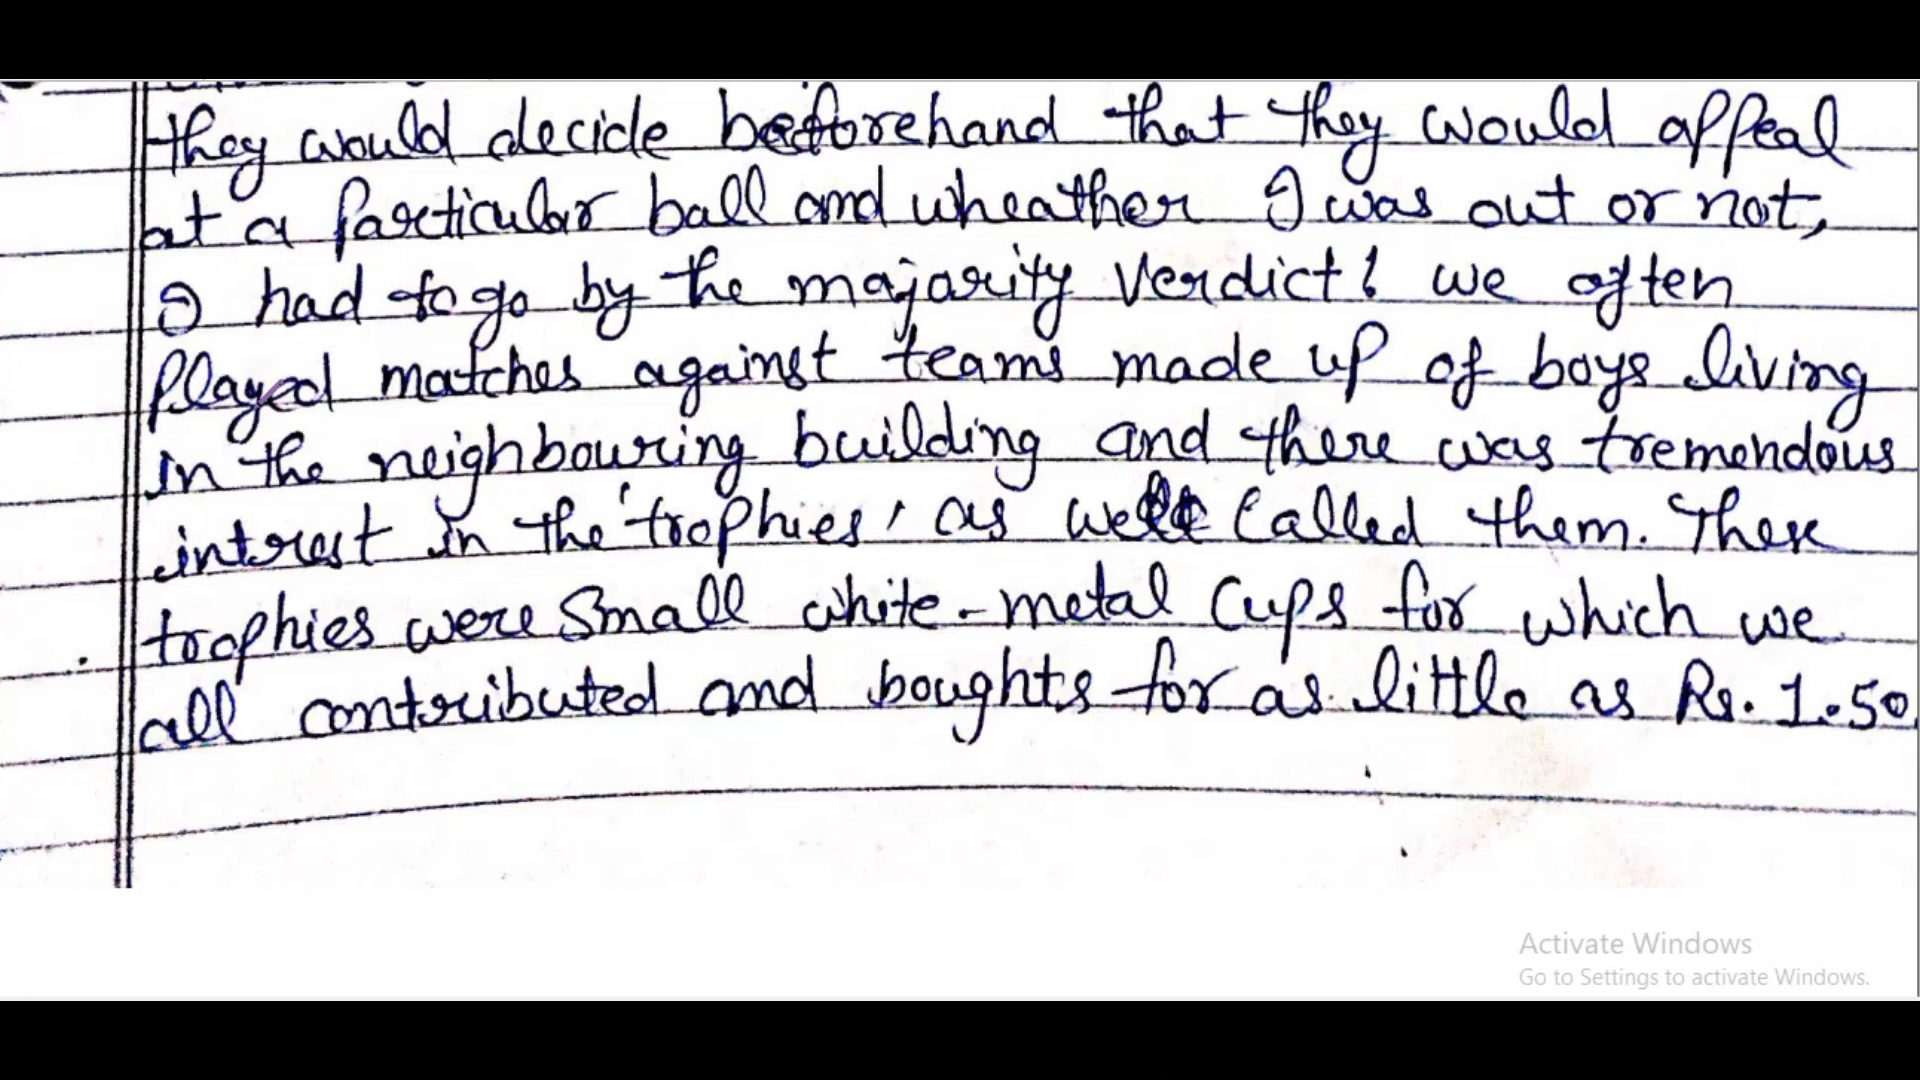 they would decide beforehand that they would appeal
at a particular ball and wheather I was out or not,
I had to go by the majority verdict! we often
played matches against teams made up of boys living
in the neighbouring building and there was tremendous
interest in the 'trophies' as we called them. These
trophies were small white-metal cups for which we
all contributed and boughts for as little as Rs. 1.50.
Activate Windows
Go to Settings to activate Windows.